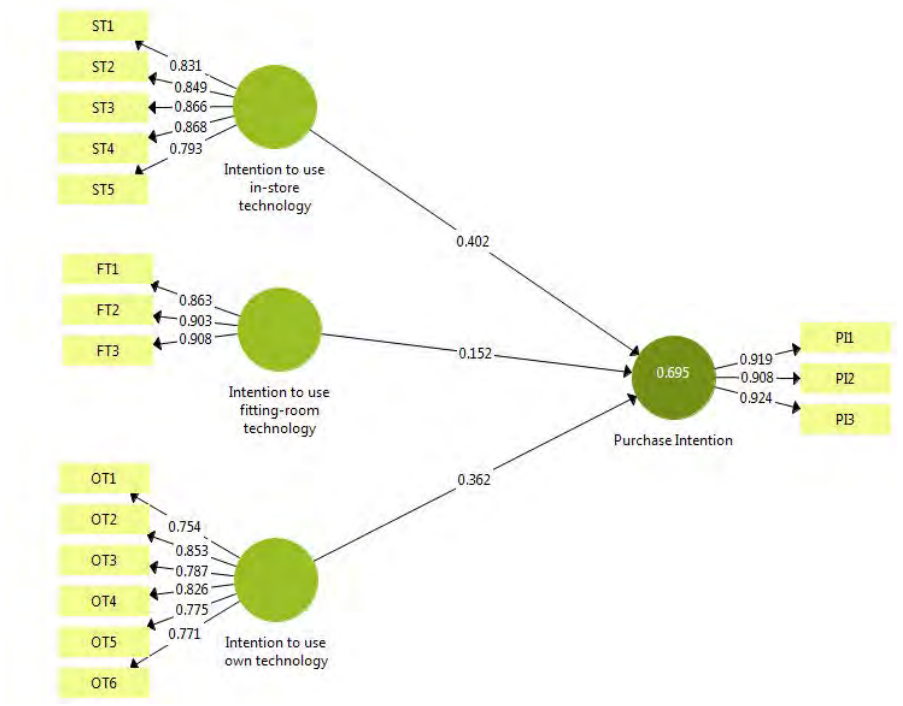 ST1
ST2
ST3
ST4
ST5
0.831
0.849
0.866
0.868
0.793
Intention to use
in-store
technology
0.402
FT1
FT2
FT3
0.863
0.903
0.908
Intention to use
fitting-room
technology
0.152
OT1
OT2
OT3
OT4
OT5
OT6
0.754
0.853
0.787
0.826
0.775
0.771
Intention to use
own technology
0.362
0.695
Purchase Intention
0.919
0.908
0.924
PI1
PI2
PI3